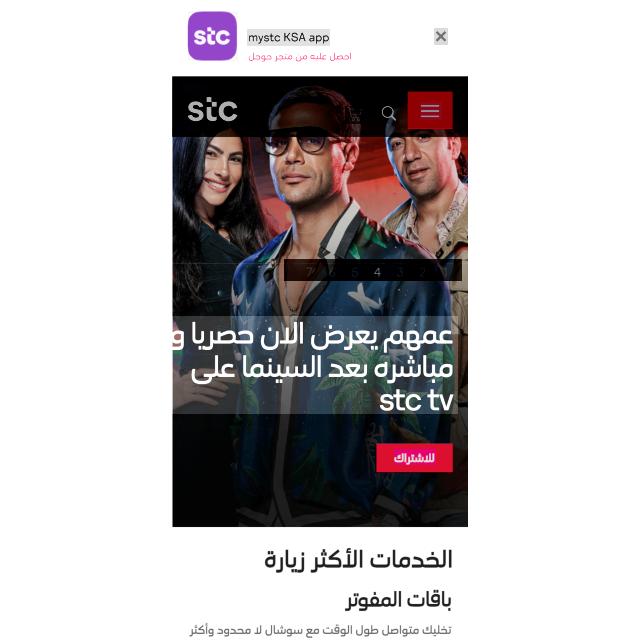 stc
mystc KSA app
احصل عليه من متجر جوجل
stc
7 6 5 4 3 2
عمهم يعرض الان حصريا و
مباشره بعد السينما على
stc tv
للاشتراك
الخدمات الأكثر زيارة
باقات المفوتر
تخليك متواصل طول الوقت مع سوشال لا محدود وأكثر